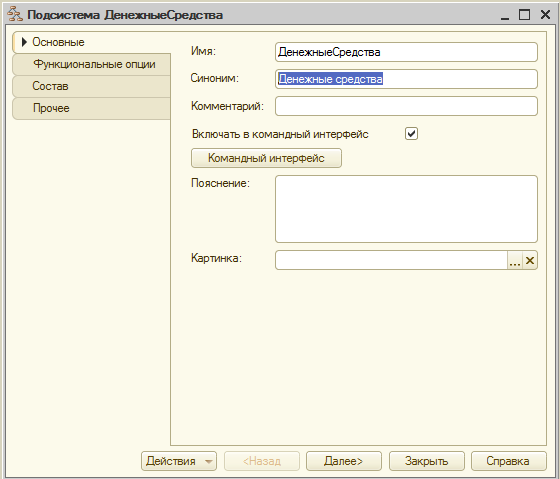 Подсистема ДенежныеСредства
Основные
Функциональные опции
Состав
Прочее
Имя: ДенежныеСредства
Синоним: Денежные средства
Комментарий:
Включать в командный интерфейс
Командный интерфейс
Пояснение:
Картинка: ...
Действия <Назад Далее> Закрыть Справка